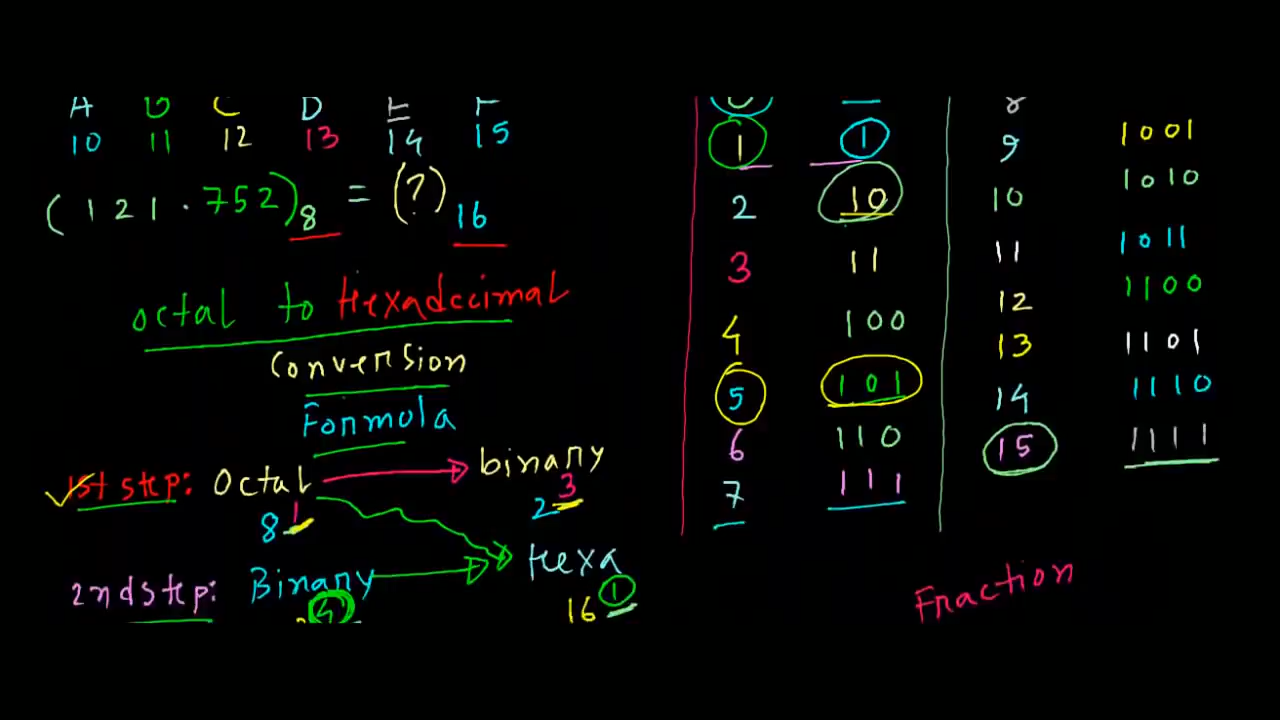 A B C D E F
10 11 12 13 14 15
(121.752)8 = (?)16
octal to Hexadecimal
Conversion
Formula
1st step: Octal → binary
8 1 2 3
Hexa
2nd step: Binary →
4 16 1
1 1
2 10
3 11
4 100
5 101
6 110
7 111
8
9 1001
10 1010
11 1011
12 1100
13 1101
14 1110
15 1111
Fraction